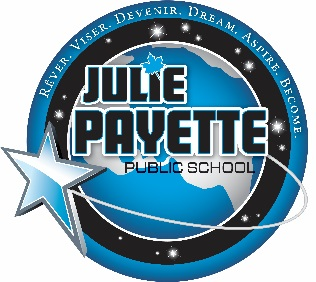 RÊVER. VISER. DEVENIR. DREAM. ASPIRE. BECOME.
JULIE
PAYETTE
PUBLIC SCHOOL